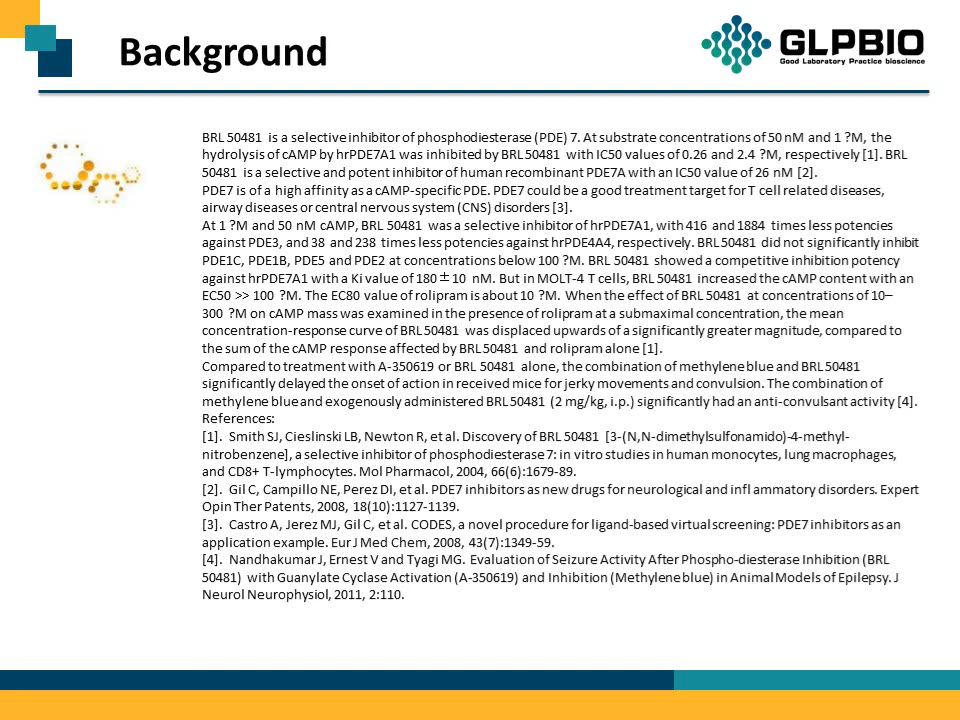 Background
GLPBIO
Good Laboratory Practice bioscience
BRL 50481 is a selective inhibitor of phosphodiesterase (PDE) 7. At substrate concentrations of 50 nM and 1 ?M, the
hydrolysis of cAMP by hrPDE7A1 was inhibited by BRL 50481 with IC50 values of 0.26 and 2.4 ?M, respectively [1]. BRL
50481 is a selective and potent inhibitor of human recombinant PDE7A with an IC50 value of 26 nM [2].
PDE7 is of a high affinity as a cAMP-specific PDE. PDE7 could be a good treatment target for T cell related diseases,
airway diseases or central nervous system (CNS) disorders [3].
At 1 ?M and 50 nM cAMP, BRL 50481 was a selective inhibitor of hrPDE7A1, with 416 and 1884 times less potencies
against PDE3, and 38 and 238 times less potencies against hrPDE4A4, respectively. BRL 50481 did not significantly inhibit
PDE1C, PDE1B, PDE5 and PDE2 at concentrations below 100 ?M. BRL 50481 showed a competitive inhibition potency
against hrPDE7A1 with a Ki value of 180 ± 10 nM. But in MOLT-4 T cells, BRL 50481 increased the cAMP content with an
EC50 >> 100 ?M. The EC80 value of rolipram is about 10 ?M. When the effect of BRL 50481 at concentrations of 10–
300 ?M on cAMP mass was examined in the presence of rolipram at a submaximal concentration, the mean
concentration-response curve of BRL 50481 was displaced upwards of a significantly greater magnitude, compared to
the sum of the cAMP response affected by BRL 50481 and rolipram alone [1].
Compared to treatment with A-350619 or BRL 50481 alone, the combination of methylene blue and BRL 50481
significantly delayed the onset of action in received mice for jerky movements and convulsion. The combination of
methylene blue and exogenously administered BRL 50481 (2 mg/kg, i.p.) significantly had an anti-convulsant activity [4].
References:
[1]. Smith SJ, Cieslinski LB, Newton R, et al. Discovery of BRL 50481 [3-(N,N-dimethylsulfonamido)-4-methyl-
nitrobenzene], a selective inhibitor of phosphodiesterase 7: in vitro studies in human monocytes, lung macrophages,
and CD8+ T-lymphocytes. Mol Pharmacol, 2004, 66(6):1679-89.
[2]. Gil C, Campillo NE, Perez DI, et al. PDE7 inhibitors as new drugs for neurological and infl ammatory disorders. Expert
Opin Ther Patents, 2008, 18(10):1127-1139.
[3]. Castro A, Jerez MJ, Gil C, et al. CODES, a novel procedure for ligand-based virtual screening: PDE7 inhibitors as an
application example. Eur J Med Chem, 2008, 43(7):1349-59.
[4]. Nandhakumar J, Ernest V and Tyagi MG. Evaluation of Seizure Activity After Phospho-diesterase Inhibition (BRL
50481) with Guanylate Cyclase Activation (A-350619) and Inhibition (Methylene blue) in Animal Models of Epilepsy. J
Neurol Neurophysiol, 2011, 2:110.